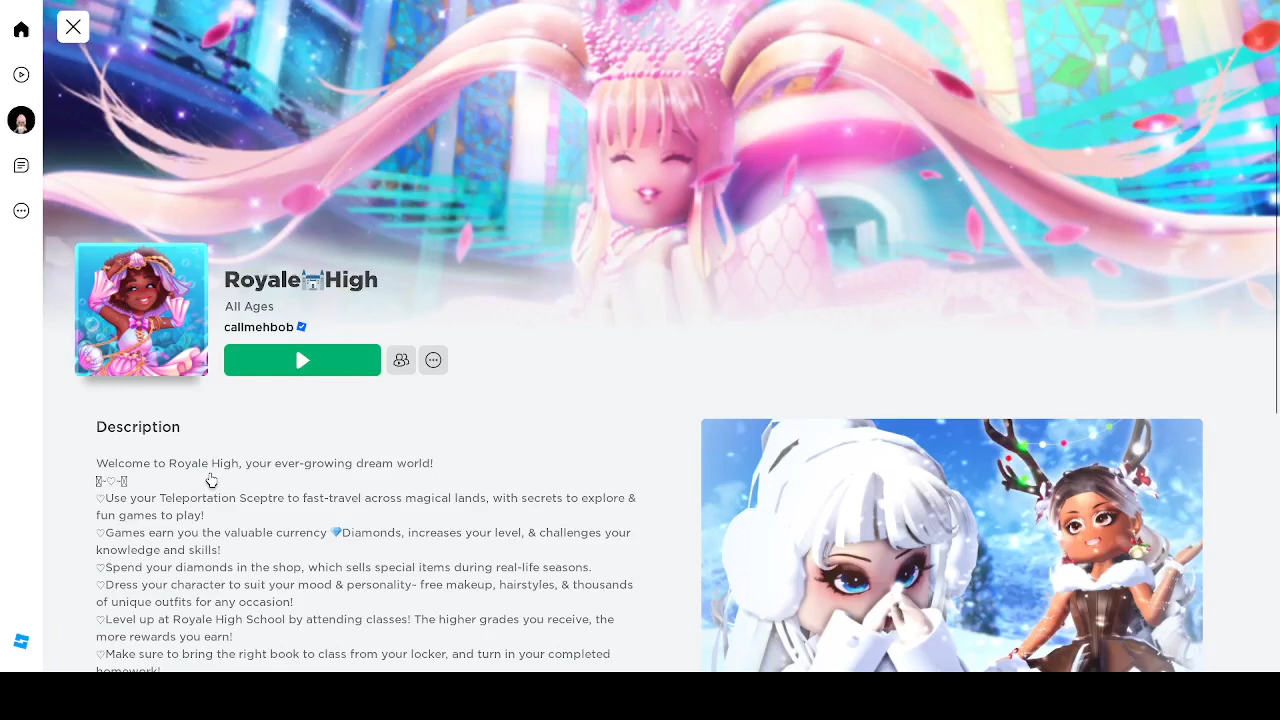 Royale🏰High
All Ages
callmehbob
Description
Welcome to Royale High, your ever-growing dream world!
~♡~
♡Use your Teleportation Sceptre to fast-travel across magical lands, with secrets to explore &
fun games to play!
♡Games earn you the valuable currency 💎Diamonds, increases your level, & challenges your
knowledge and skills!
♡Spend your diamonds in the shop, which sells special items during real-life seasons.
♡Dress your character to suit your mood & personality- free makeup, hairstyles, & thousands
of unique outfits for any occasion!
♡Level up at Royale High School by attending classes! The higher grades you receive, the
more rewards you earn!
♡Make sure to bring the right book to class from your locker, and turn in your completed
homework!